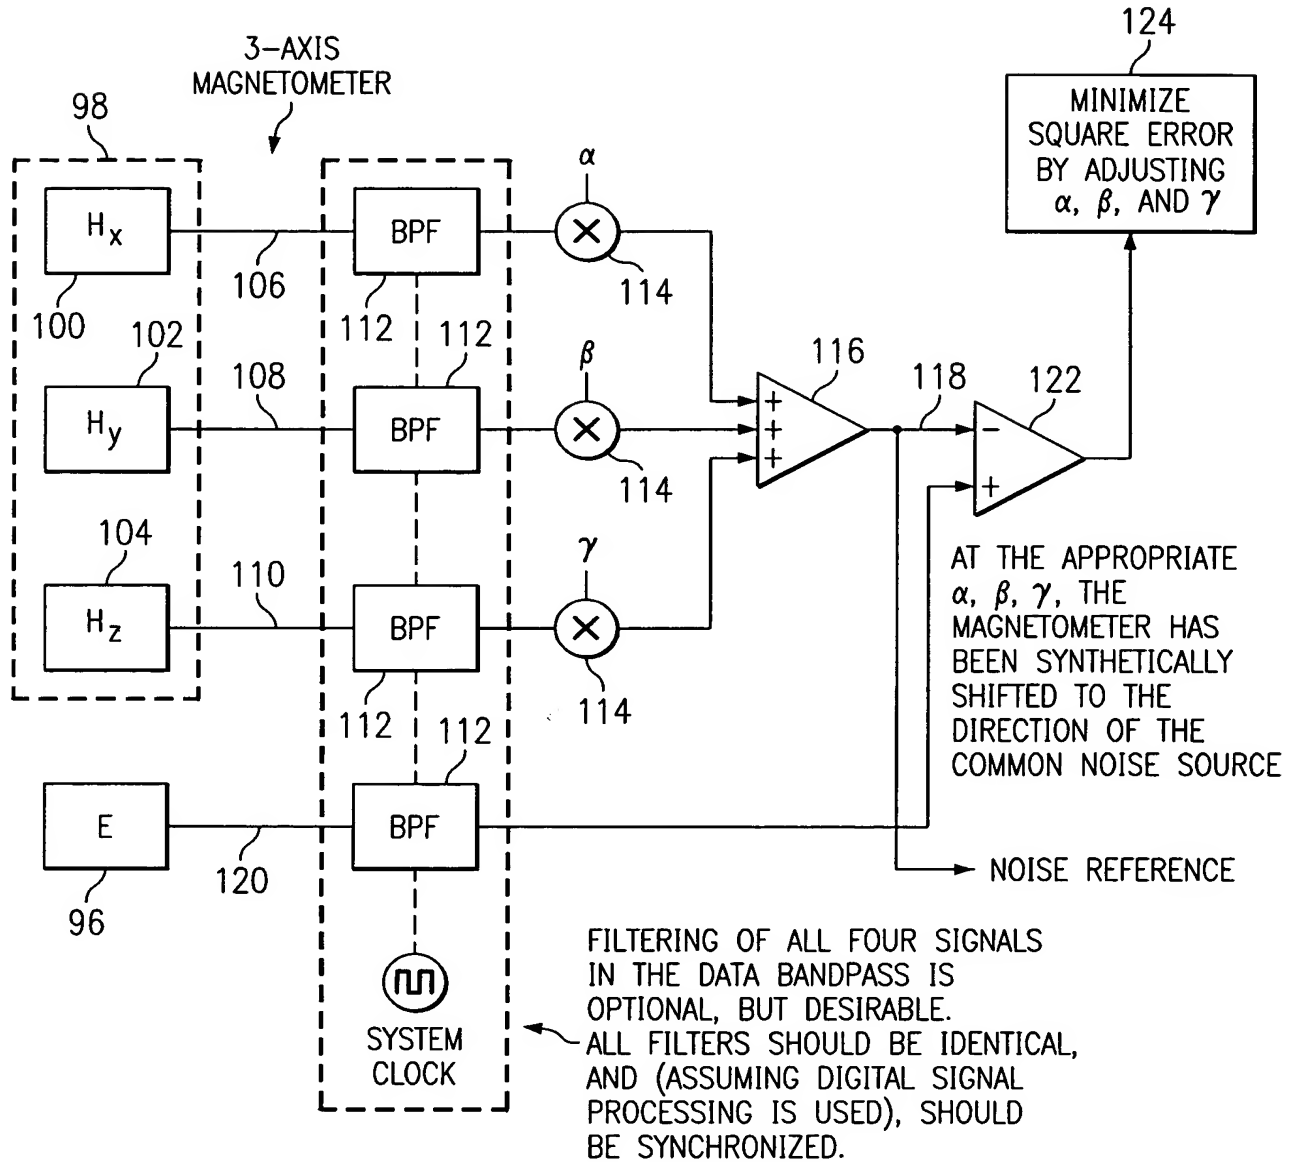 124
3-AXIS
MAGNETOMETER
MINIMIZE
SQUARE ERROR
BY ADJUSTING
α, β, AND γ
98
α
Hx
BPF
×
100
106
112
114
102
108
112
β
116
118
122
Hy
BPF
×
+
+
+
−
+
114
104
110
γ
Hz
BPF
×
112
114
112
AT THE APPROPRIATE
α, β, γ, THE
MAGNETOMETER HAS
BEEN SYNTHETICALLY
SHIFTED TO THE
DIRECTION OF THE
COMMON NOISE SOURCE
E
BPF
96
120
NOISE REFERENCE
SYSTEM
CLOCK
FILTERING OF ALL FOUR SIGNALS
IN THE DATA BANDPASS IS
OPTIONAL, BUT DESIRABLE.
ALL FILTERS SHOULD BE IDENTICAL,
AND (ASSUMING DIGITAL SIGNAL
PROCESSING IS USED), SHOULD
BE SYNCHRONIZED.